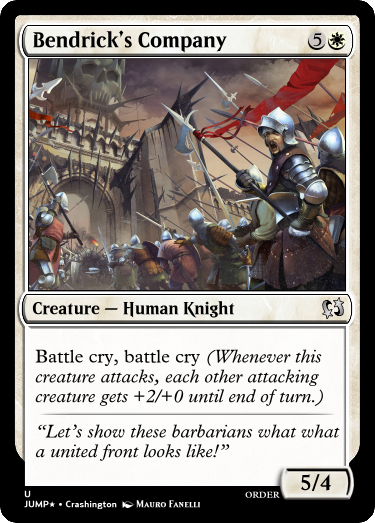 Bendrick's Company 5
Creature — Human Knight
Battle cry, battle cry (Whenever this
creature attacks, each other attacking
creature gets +2/+0 until end of turn.)
“Let's show these barbarians what what
a united front looks like!”
5/4
U
JUMP★ • Crashington Mauro Fanelli
ORDER